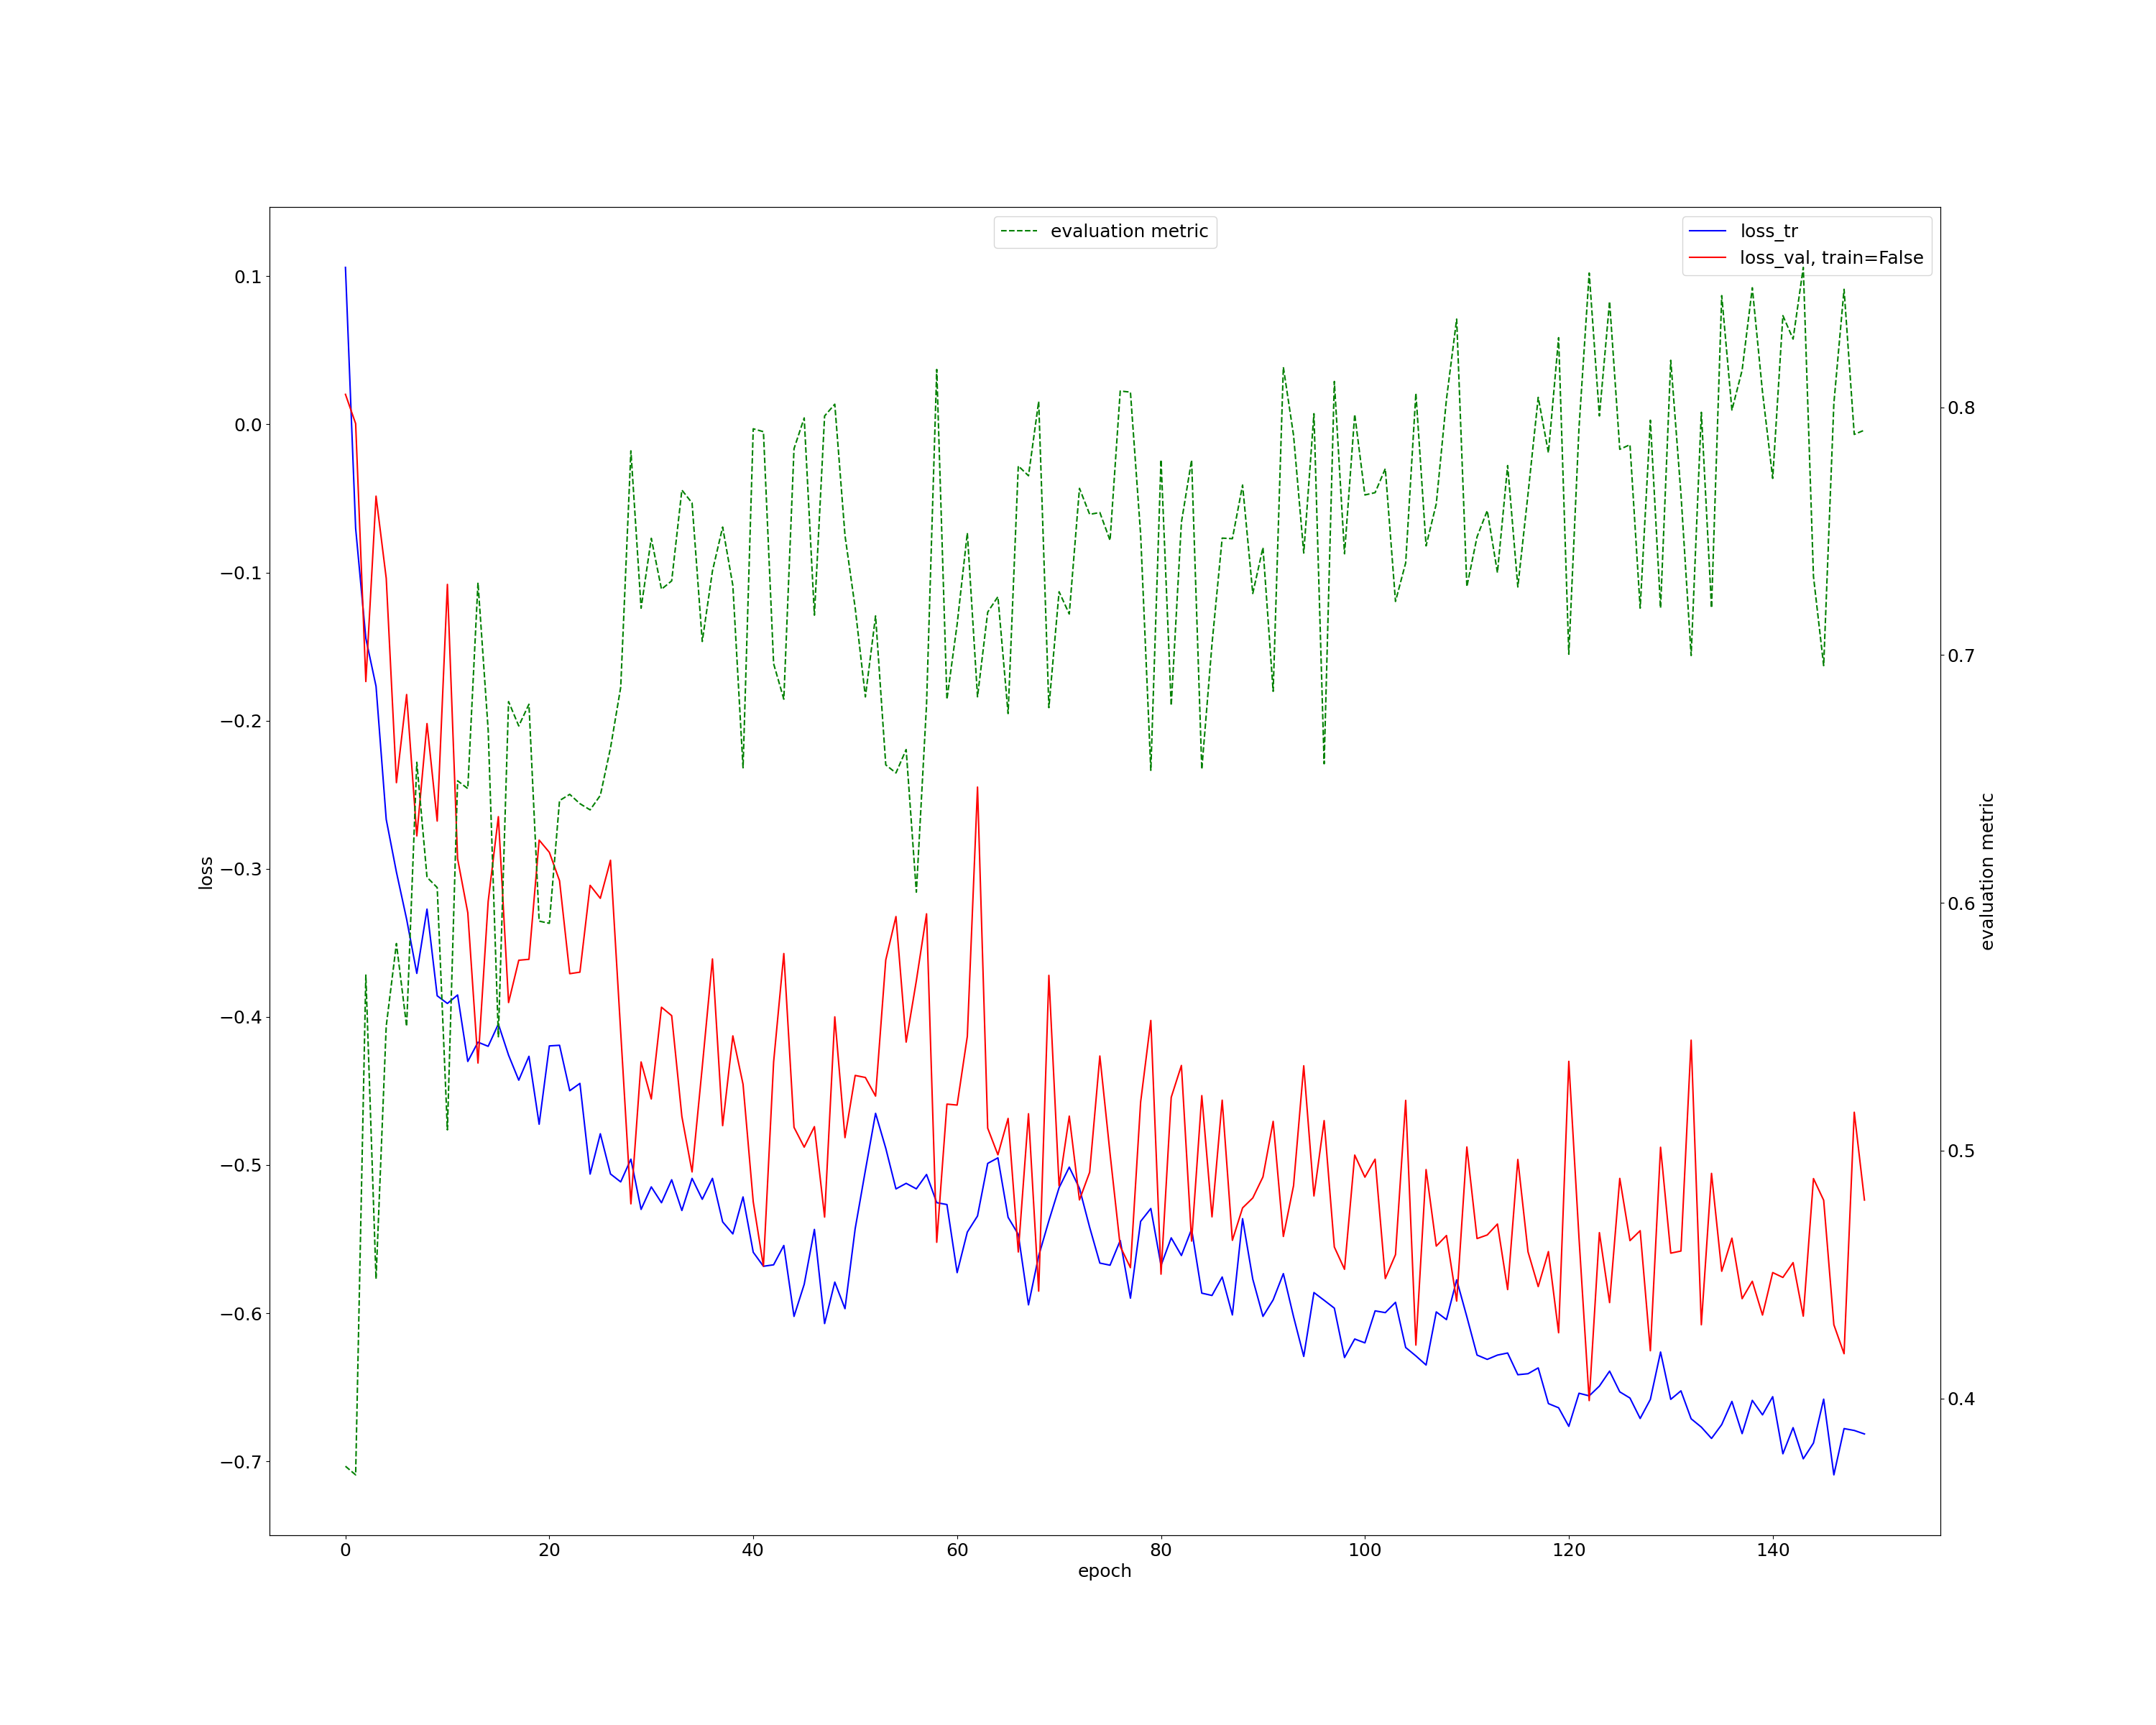 evaluation metric
loss_tr
loss_val, train=False
0.1
0.0
−0.1
−0.2
−0.3
−0.4
−0.5
−0.6
−0.7
loss
0.8
0.7
0.6
0.5
0.4
evaluation metric
0 20 40 60 80 100 120 140
epoch